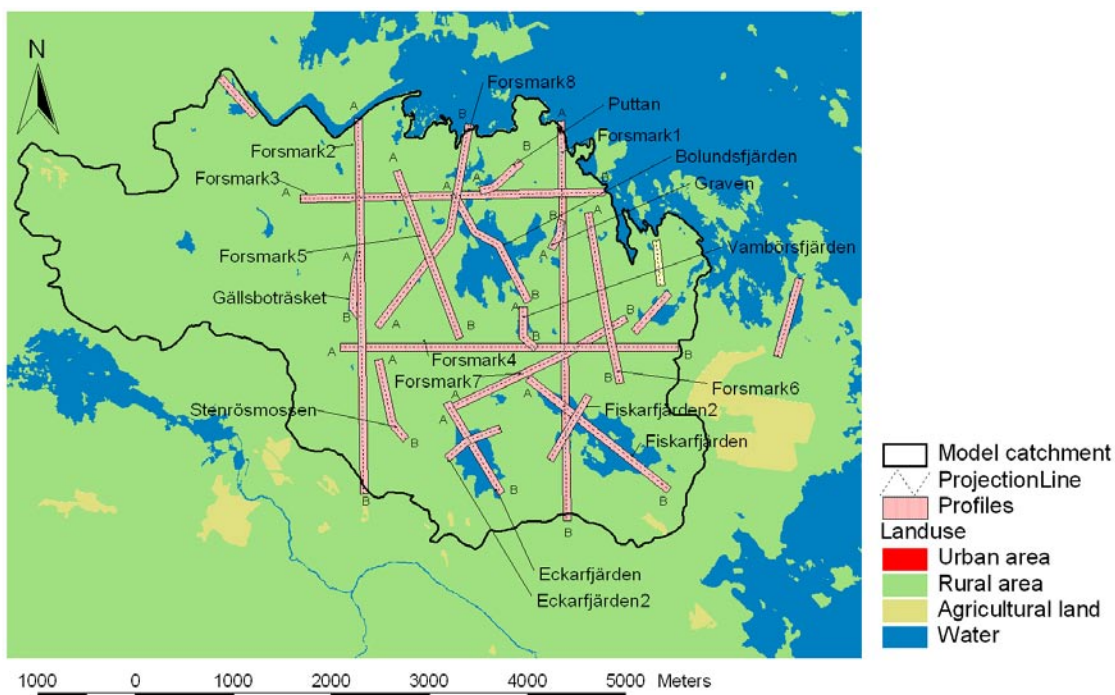 N
Forsmark8
Puttan
Forsmark1
Bolundsfjärden
Graven
Vambörsfjärden
Forsmark2
Forsmark3
Forsmark5
Gällsboträsket
Forsmark4
Forsmark7
Forsmark6
Stenrösmossen
Fiskarfjärden2
Fiskarfjärden
Eckarfjärden
Eckarfjärden2
A
B
A
A
B
A
A
A
B
B
A
A
A
B
B
A
B
A
B
A
B
A
B
B
A
B
A
A
A
B
B
B
B
B
Model catchment
ProjectionLine
Profiles
Landuse
Urban area
Rural area
Agricultural land
Water
1000 0 1000 2000 3000 4000 5000 Meters